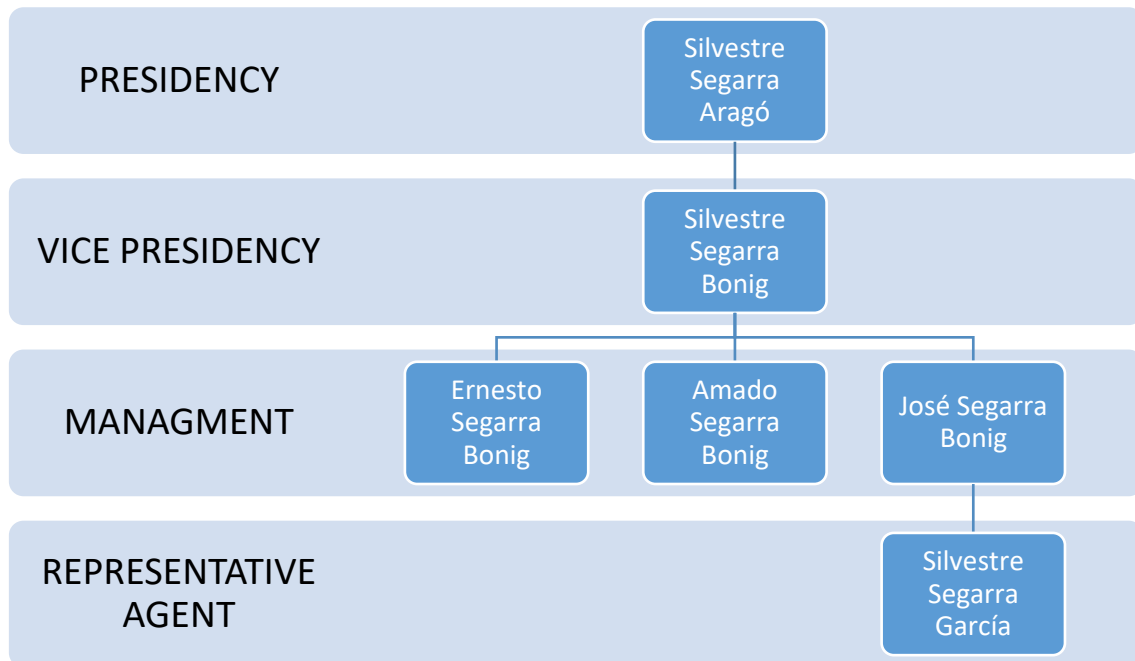 PRESIDENCY
Silvestre
Segarra
Aragó
VICE PRESIDENCY
Silvestre
Segarra
Bonig
MANAGMENT
Ernesto
Segarra
Bonig
Amado
Segarra
Bonig
José Segarra
Bonig
REPRESENTATIVE
AGENT
Silvestre
Segarra
García